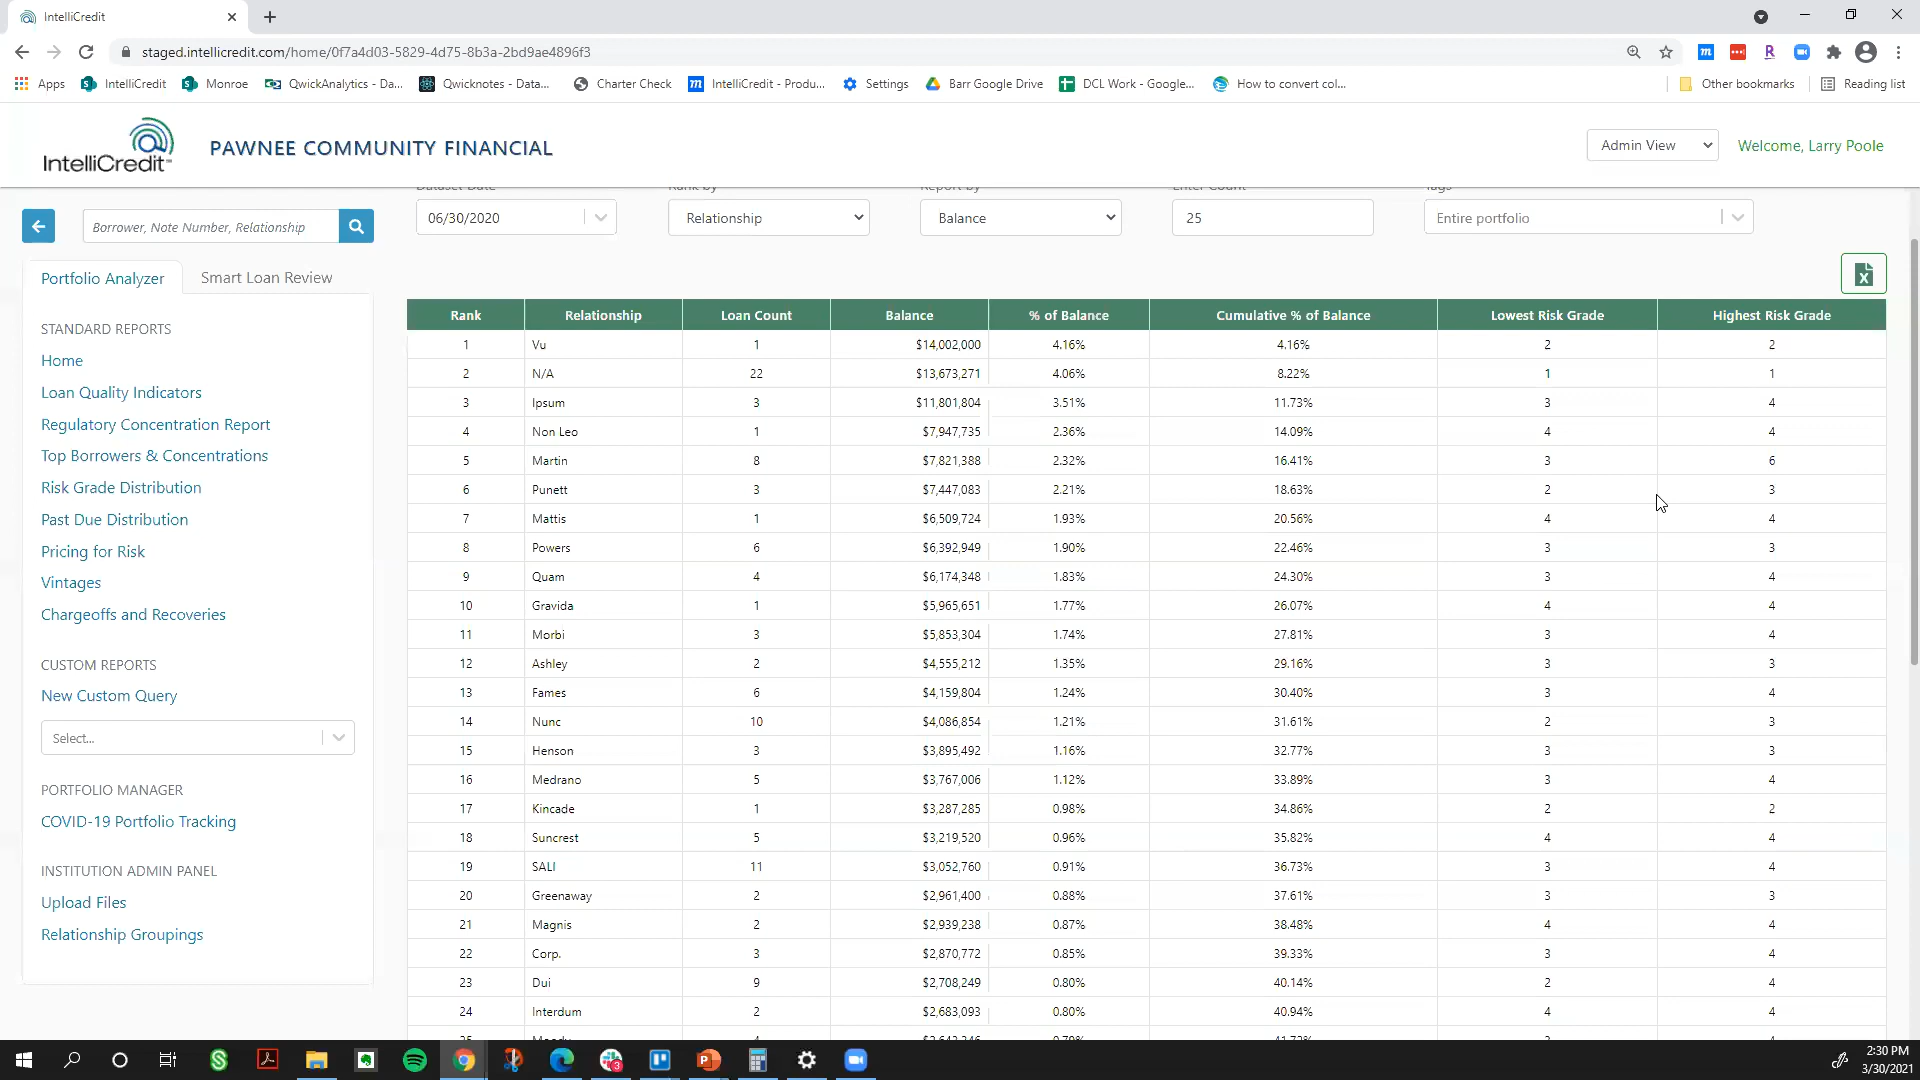 IntelliCredit
staged.intellicredit.com/home/0f7a4d03-5829-4d75-8b3a-2bd9ae4896f3
Apps IntelliCredit Monroe QwickAnalytics - Da... Qwicknotes - Data... Charter Check IntelliCredit - Produ... Settings Barr Google Drive DCL Work - Google... How to convert col... Other bookmarks Reading list
IntelliCredit™ PAWNEE COMMUNITY FINANCIAL Admin View Welcome, Larry Poole
Dataset Date Rank by Report by Enter Count Tags
06/30/2020 Relationship Balance 25 Entire portfolio
Borrower, Note Number, Relationship
Portfolio Analyzer Smart Loan Review
STANDARD REPORTS
Home
Loan Quality Indicators
Regulatory Concentration Report
Top Borrowers & Concentrations
Risk Grade Distribution
Past Due Distribution
Pricing for Risk
Vintages
Chargeoffs and Recoveries
CUSTOM REPORTS
New Custom Query
Select...
PORTFOLIO MANAGER
COVID-19 Portfolio Tracking
INSTITUTION ADMIN PANEL
Upload Files
Relationship Groupings
Rank Relationship Loan Count Balance % of Balance Cumulative % of Balance Lowest Risk Grade Highest Risk Grade
1 Vu 1 $14,002,000 4.16% 4.16% 2 2
2 N/A 22 $13,673,271 4.06% 8.22% 1 1
3 Ipsum 3 $11,801,804 3.51% 11.73% 3 4
4 Non Leo 1 $7,947,735 2.36% 14.09% 4 4
5 Martin 8 $7,821,388 2.32% 16.41% 3 6
6 Punett 3 $7,447,083 2.21% 18.63% 2 3
7 Mattis 1 $6,509,724 1.93% 20.56% 4 4
8 Powers 6 $6,392,949 1.90% 22.46% 3 3
9 Quam 4 $6,174,348 1.83% 24.30% 3 4
10 Gravida 1 $5,965,651 1.77% 26.07% 4 4
11 Morbi 3 $5,853,304 1.74% 27.81% 3 4
12 Ashley 2 $4,555,212 1.35% 29.16% 3 3
13 Fames 6 $4,159,804 1.24% 30.40% 3 4
14 Nunc 10 $4,086,854 1.21% 31.61% 2 3
15 Henson 3 $3,895,492 1.16% 32.77% 3 3
16 Medrano 5 $3,767,006 1.12% 33.89% 3 4
17 Kincade 1 $3,287,285 0.98% 34.86% 2 2
18 Suncrest 5 $3,219,520 0.96% 35.82% 4 4
19 SALI 11 $3,052,760 0.91% 36.73% 3 4
20 Greenaway 2 $2,961,400 0.88% 37.61% 3 3
21 Magnis 2 $2,939,238 0.87% 38.48% 4 4
22 Corp. 3 $2,870,772 0.85% 39.33% 3 4
23 Dui 9 $2,708,249 0.80% 40.14% 2 4
24 Interdum 2 $2,683,093 0.80% 40.94% 4 4
2:30 PM
3/30/2021